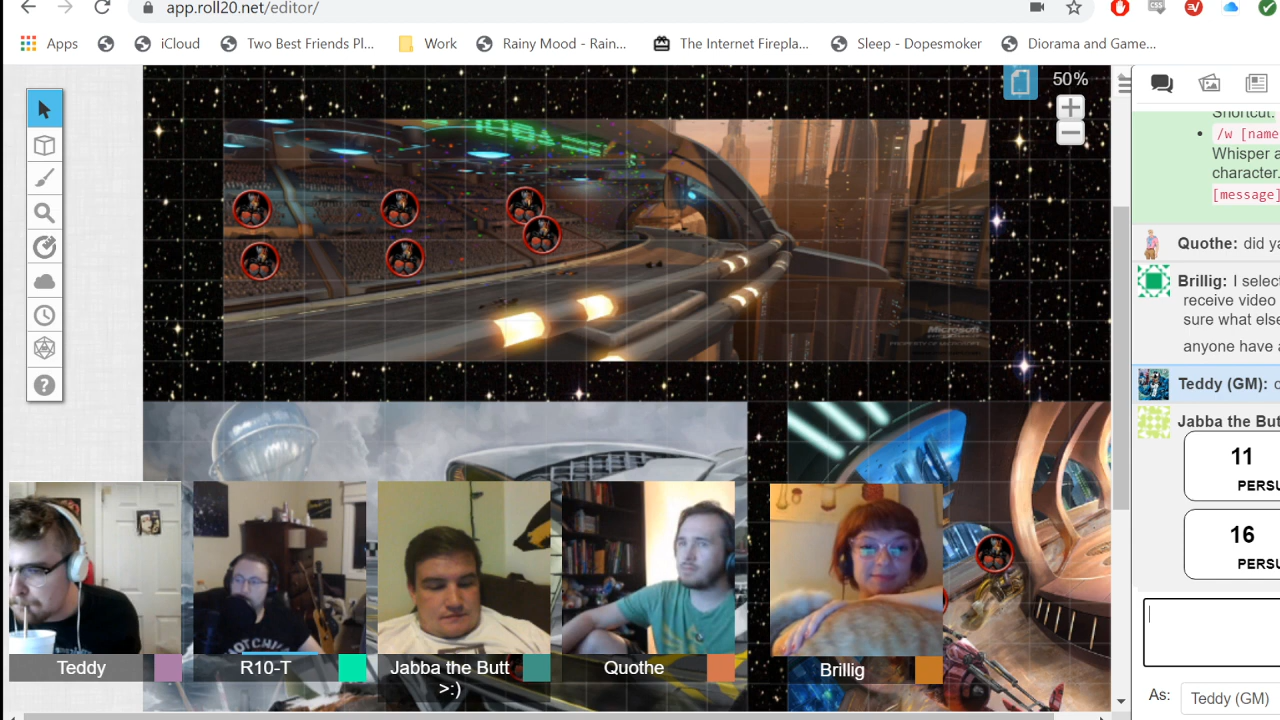 app.roll20.net/editor/
Apps
iCloud
Two Best Friends Pl...
Work
Rainy Mood - Rain...
The Internet Firepla...
Sleep - Dopesmoker
Diorama and Game...
CSS
50%
Shortcut:
/w [name
Whisper a
character.
[message]
Quothe: did ya
Brillig: I selec
receive video
sure what else
anyone have a
Teddy (GM): c
Jabba the Butt
11
PERSU
16
PERSU
Microsoft
Teddy
R10-T
Jabba the Butt
>:)
Quothe
Brillig
As:
Teddy (GM)